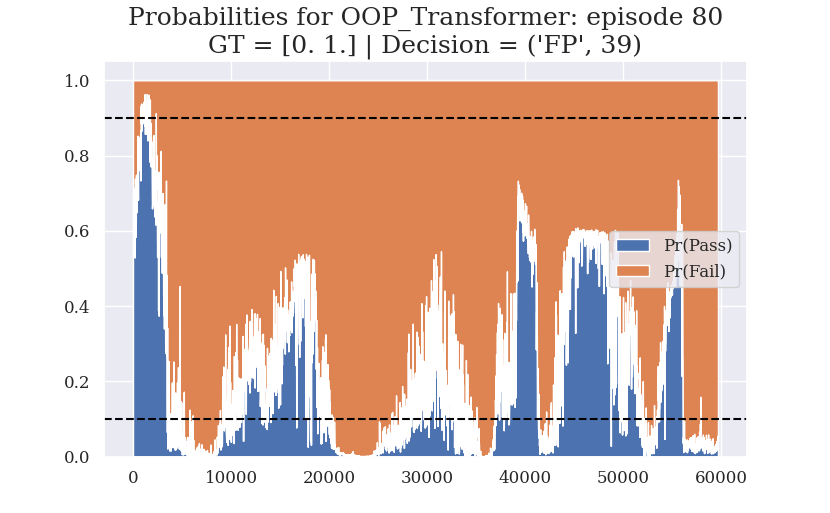 Probabilities for OOP_Transformer: episode 80
GT = [0. 1.] | Decision = ('FP', 39)
1.0
0.8
0.6
0.4
0.2
0.0
Pr(Pass)
Pr(Fail)
0 10000 20000 30000 40000 50000 60000